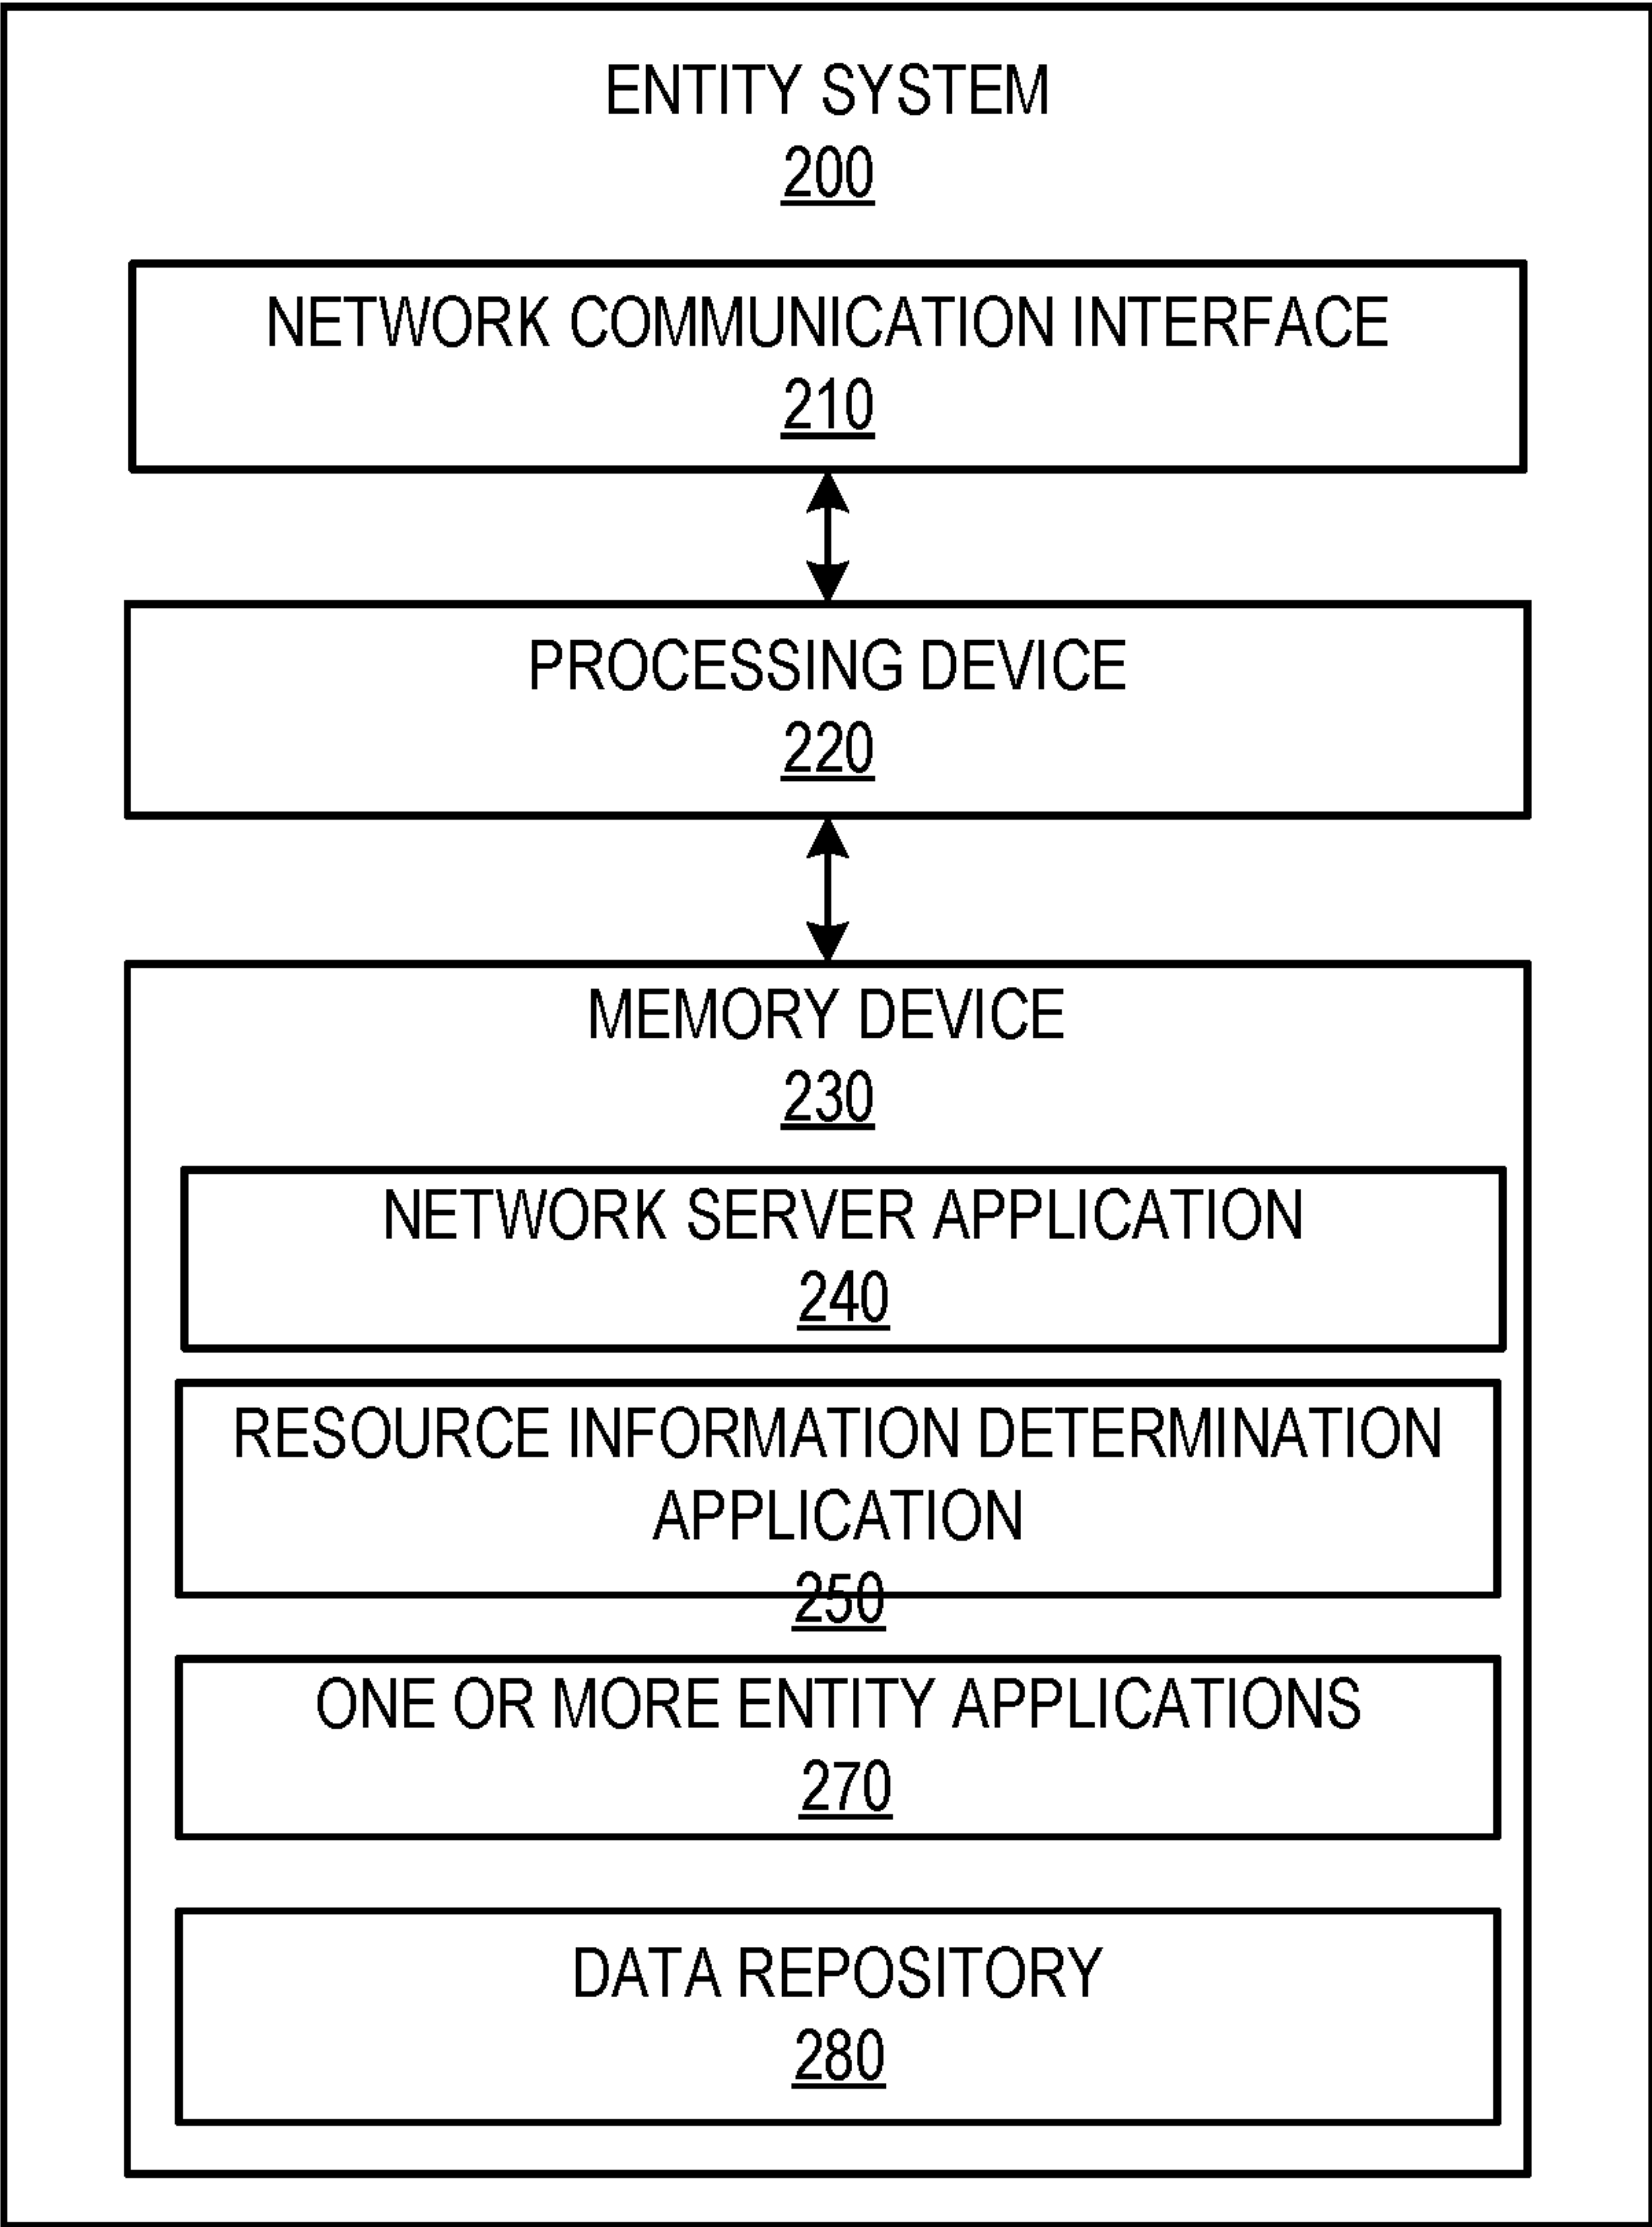 ENTITY SYSTEM
200
NETWORK COMMUNICATION INTERFACE
210
PROCESSING DEVICE
220
MEMORY DEVICE
230
NETWORK SERVER APPLICATION
240
RESOURCE INFORMATION DETERMINATION
APPLICATION
250
ONE OR MORE ENTITY APPLICATIONS
270
DATA REPOSITORY
280